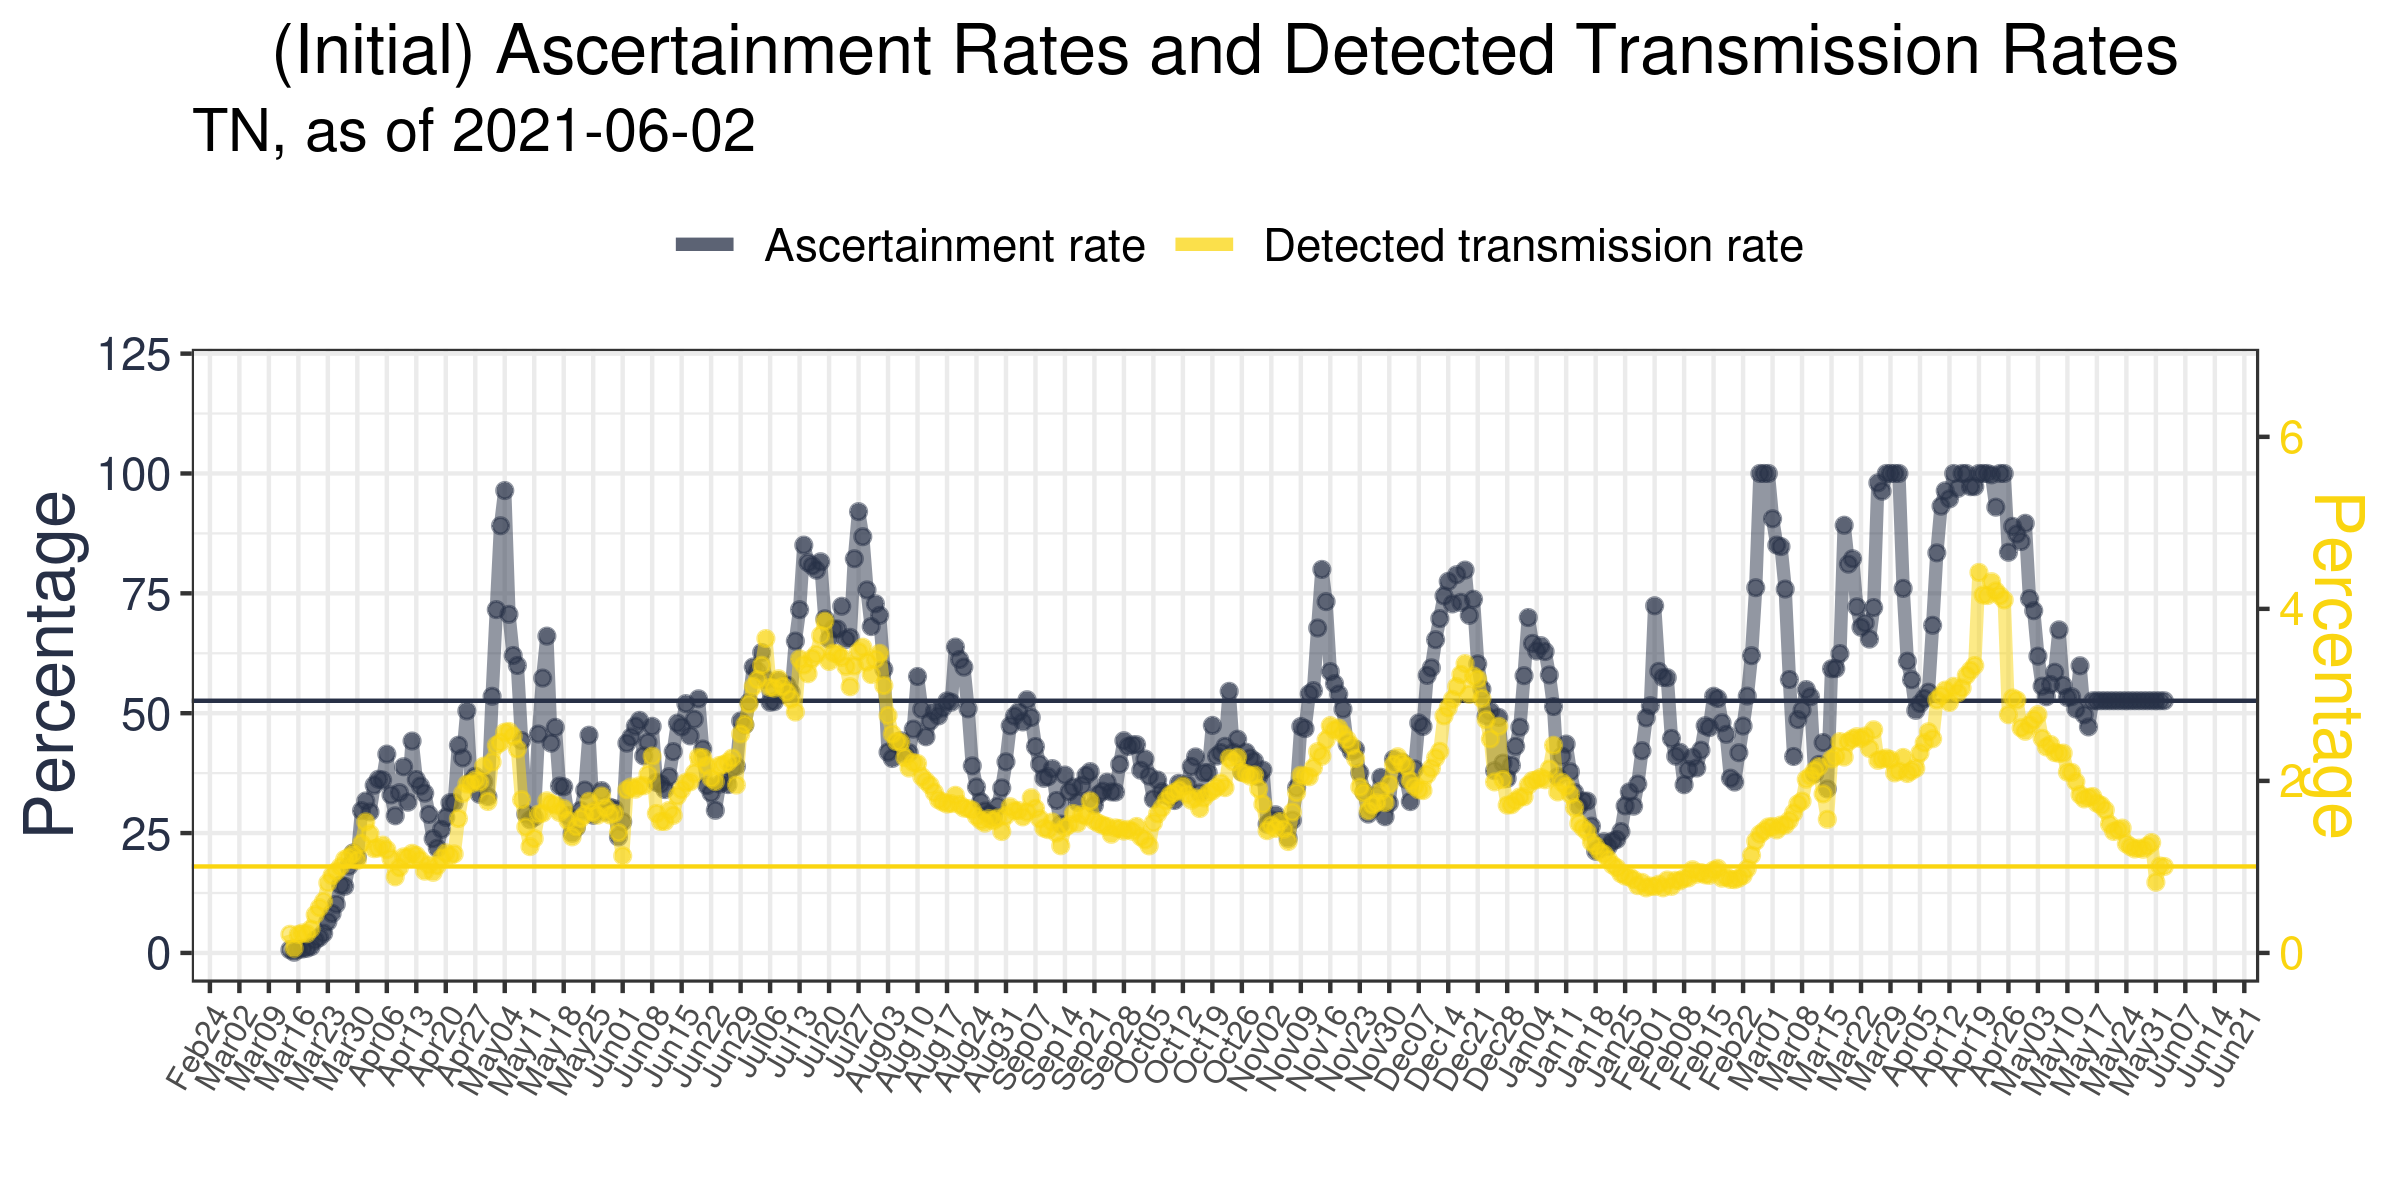 (Initial) Ascertainment Rates and Detected Transmission Rates
TN, as of 2021-06-02
Ascertainment rate
Detected transmission rate
Percentage
125
100
75
50
25
0
6
4
2
0
Percentage
Feb24
Mar02
Mar09
Mar16
Mar23
Mar30
Apr06
Apr13
Apr20
Apr27
May04
May11
May18
May25
Jun01
Jun08
Jun15
Jun22
Jun29
Jul06
Jul13
Jul20
Jul27
Aug03
Aug10
Aug17
Aug24
Aug31
Sep07
Sep14
Sep21
Sep28
Oct05
Oct12
Oct19
Oct26
Nov02
Nov09
Nov16
Nov23
Nov30
Dec07
Dec14
Dec21
Dec28
Jan04
Jan11
Jan18
Jan25
Feb01
Feb08
Feb15
Feb22
Mar01
Mar08
Mar15
Mar22
Mar29
Apr05
Apr12
Apr19
Apr26
May03
May10
May17
May24
May31
Jun07
Jun14
Jun21